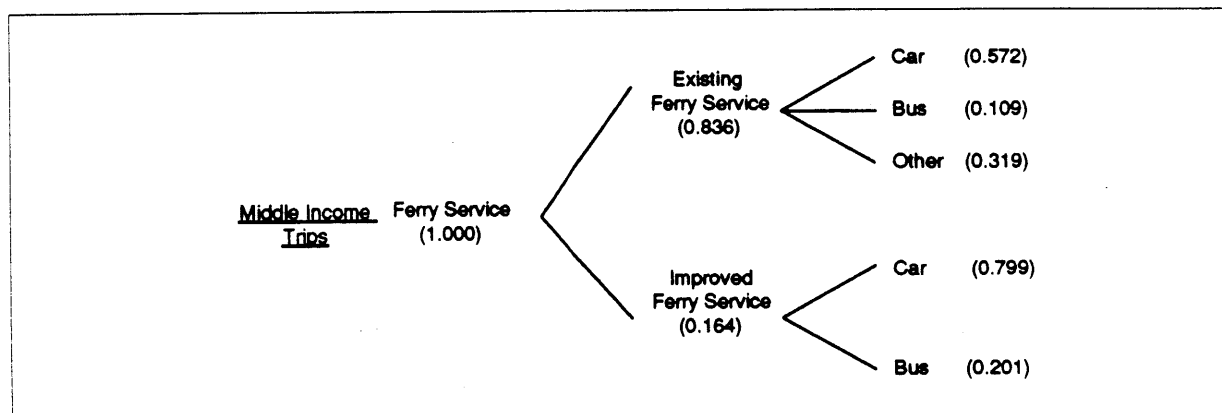 Car (0.572)
Existing
Ferry Service
(0.836)
Bus (0.109)
Other (0.319)
Middle Income
Trips
Ferry Service
(1.000)
Car (0.799)
Improved
Ferry Service
(0.164)
Bus (0.201)